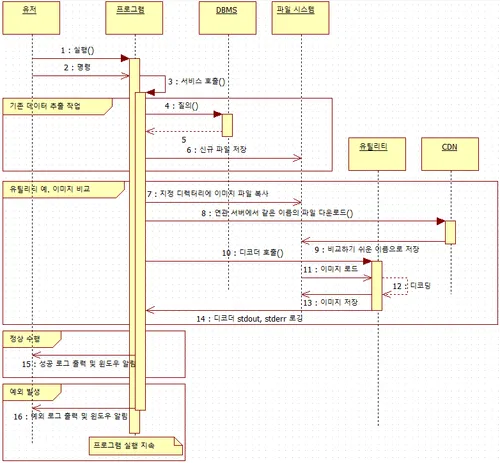 유저
프로그램
DBMS
파일 시스템
1 : 실행()
2 : 명령
3 : 서비스 호출()
기존 데이터 추출 작업
4 : 질의()
5
6 : 신규 파일 저장
유틸리티
CDN
유틸리티 예, 이미지 비교
7 : 지정 디렉터리에 이미지 파일 복사
8 : 연관 서버에서 같은 이름의 파일 다운로드()
9 : 비교하기 쉬운 이름으로 저장
10 : 디코더 호출()
11 : 이미지 로드
12 : 디코딩
13 : 이미지 저장
14 : 디코더 stdout, stderr 로깅
정상 수행
15 : 성공 로그 출력 및 윈도우 알림
예외 발생
16 : 예외 로그 출력 및 윈도우 알림
프로그램 실행 지속